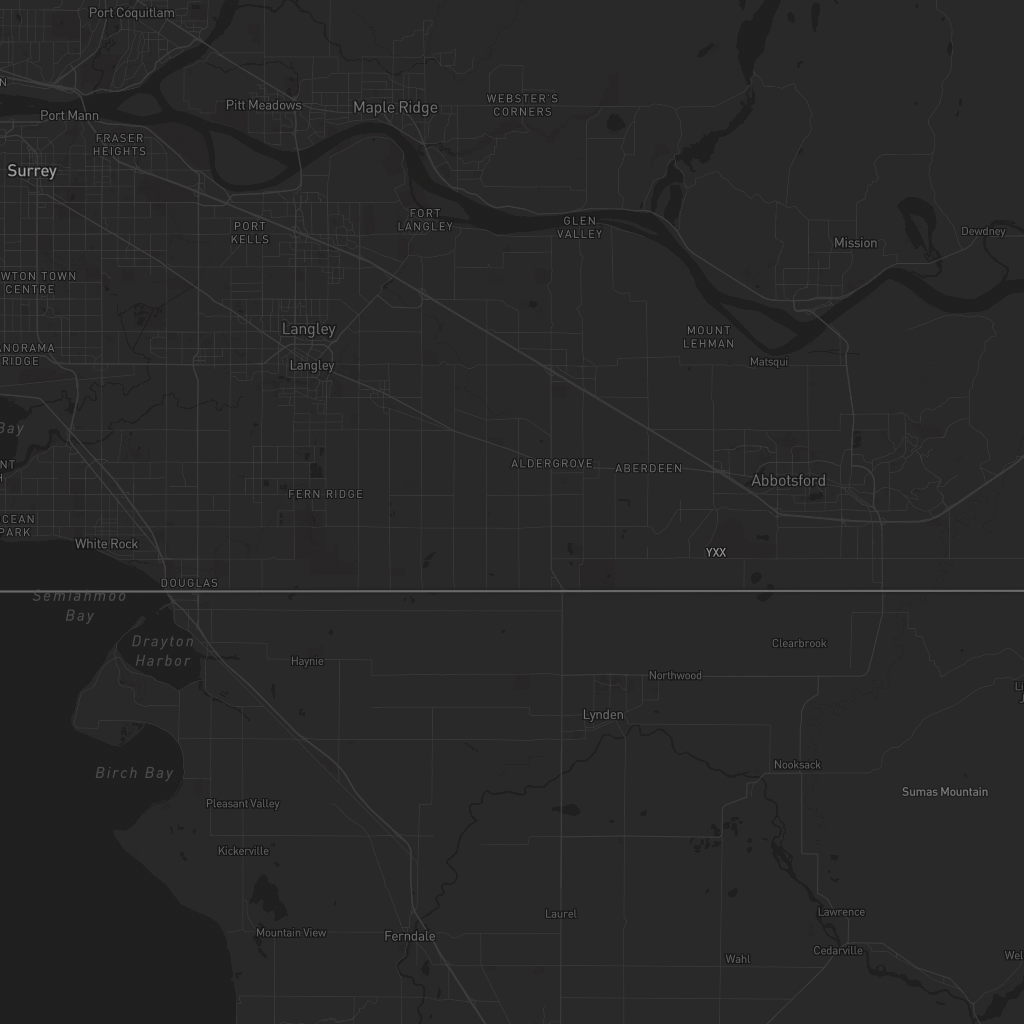 Port Coquitlam
Pitt Meadows
Maple Ridge
WEBSTER'S
CORNERS
Port Mann
FRASER
HEIGHTS
Surrey
PORT
KELLS
FORT
LANGLEY
GLEN
VALLEY
Mission
Dewdney
WTON TOWN
CENTRE
Langley
MOUNT
LEHMAN
ANORAMA
RIDGE
Langley
Matsqui
Bay
NT
H
ALDERGROVE
ABERDEEN
Abbotsford
FERN RIDGE
CEAN
PARK
White Rock
YXX
DOUGLAS
Semiahmoo
Bay
Drayton
Harbor
Haynie
Clearbrook
Northwood
Li
J
Lynden
Birch Bay
Nooksack
Sumas Mountain
Pleasant Valley
Kickerville
Laurel
Lawrence
Mountain View
Ferndale
Cedarville
Wahl
Wel